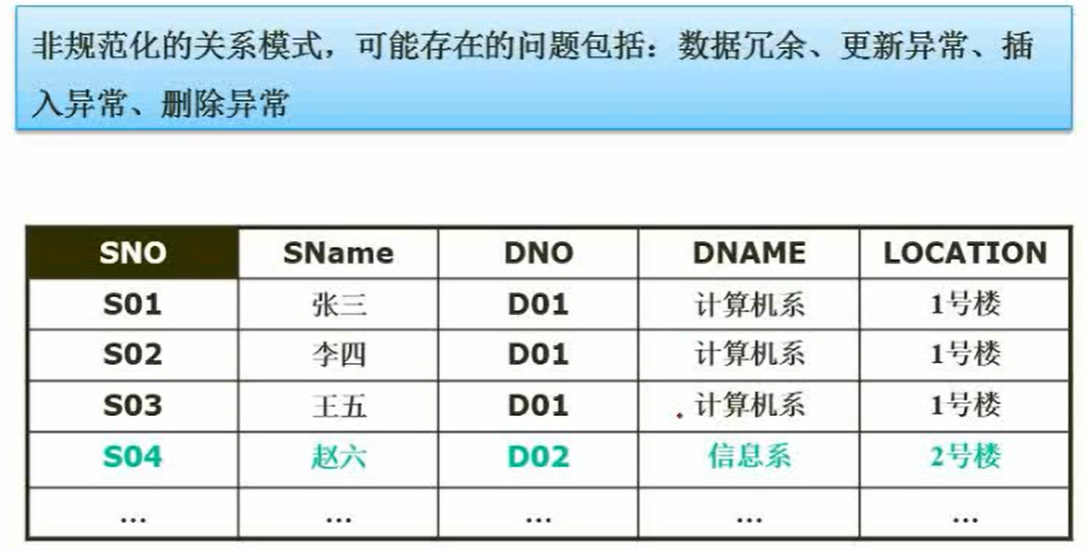 非规范化的关系模式，可能存在的问题包括：数据冗余、更新异常、插
入异常、删除异常
SNO SName DNO DNAME LOCATION
S01 张三 D01 计算机系 1号楼
S02 李四 D01 计算机系 1号楼
S03 王五 D01 计算机系 1号楼
S04 赵六 D02 信息系 2号楼
... ... ... ... ...